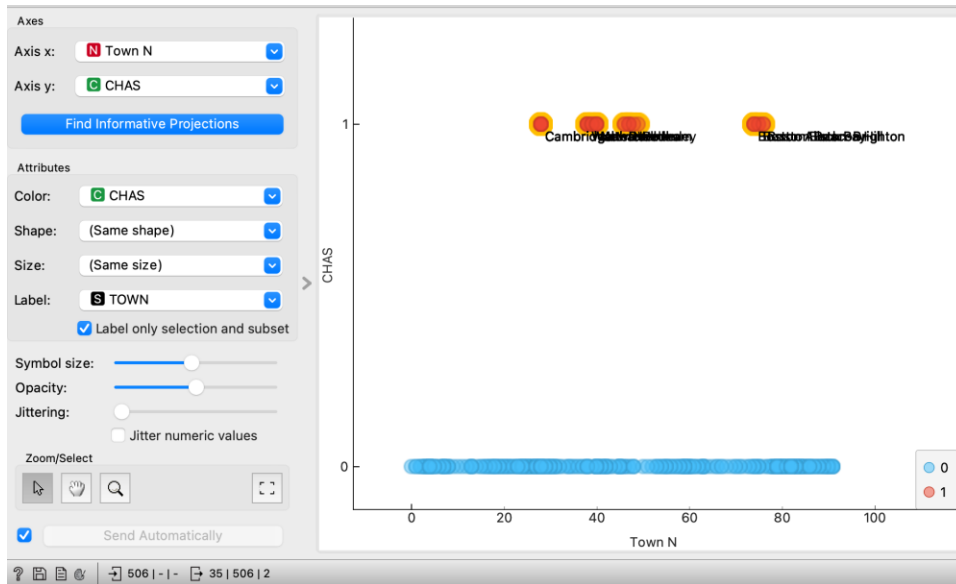 Axes
Axis x: N Town N
Axis y: C CHAS
Find Informative Projections
Attributes
Color: C CHAS
Shape: (Same shape)
Size: (Same size)
Label: S TOWN
Label only selection and subset
Symbol size:
Opacity:
Jittering:
Jitter numeric values
Zoom/Select
Send Automatically
? 506 | - | - 35 | 506 | 2
CHAS
1
0
0 20 40 60 80 100
Town N
0
1